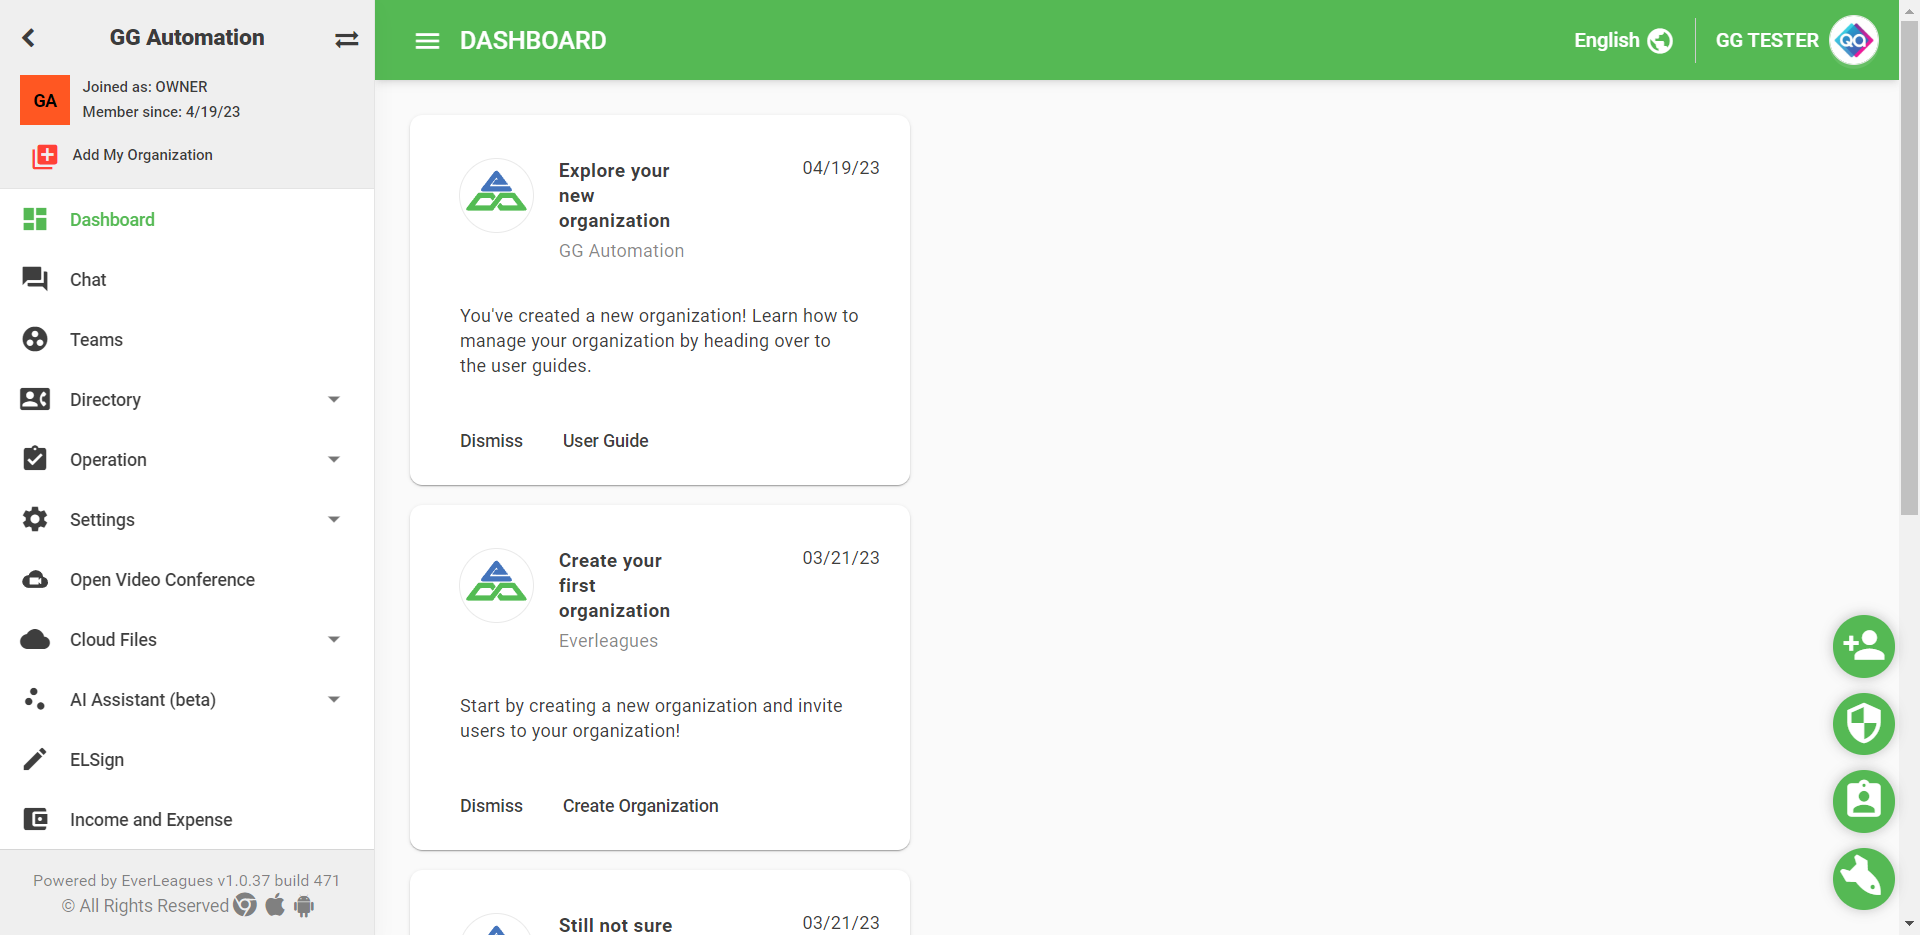 GG Automation
GA
Joined as: OWNER
Member since: 4/19/23
Add My Organization
Dashboard
Chat
Teams
Directory
Operation
Settings
Open Video Conference
Cloud Files
AI Assistant (beta)
ELSign
Income and Expense
Powered by EverLeagues v1.0.37 build 471
© All Rights Reserved
DASHBOARD
English
GG TESTER
QA
Explore your
new
organization
04/19/23
GG Automation
You've created a new organization! Learn how to
manage your organization by heading over to
the user guides.
Dismiss
User Guide
Create your
first
organization
03/21/23
Everleagues
Start by creating a new organization and invite
users to your organization!
Dismiss
Create Organization
Still not sure
03/21/23